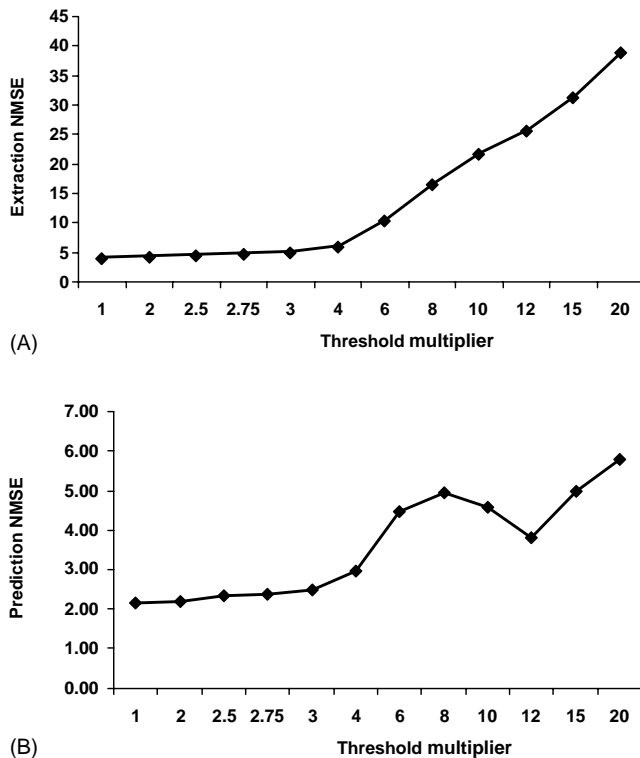 45
40
35
30
25
20
15
10
5
0
Extraction NMSE
1 2 2.5 2.75 3 4 6 8 10 12 15 20
Threshold multiplier
(A)
7.00
6.00
5.00
4.00
3.00
2.00
1.00
0.00
Prediction NMSE
1 2 2.5 2.75 3 4 6 8 10 12 15 20
Threshold multiplier
(B)